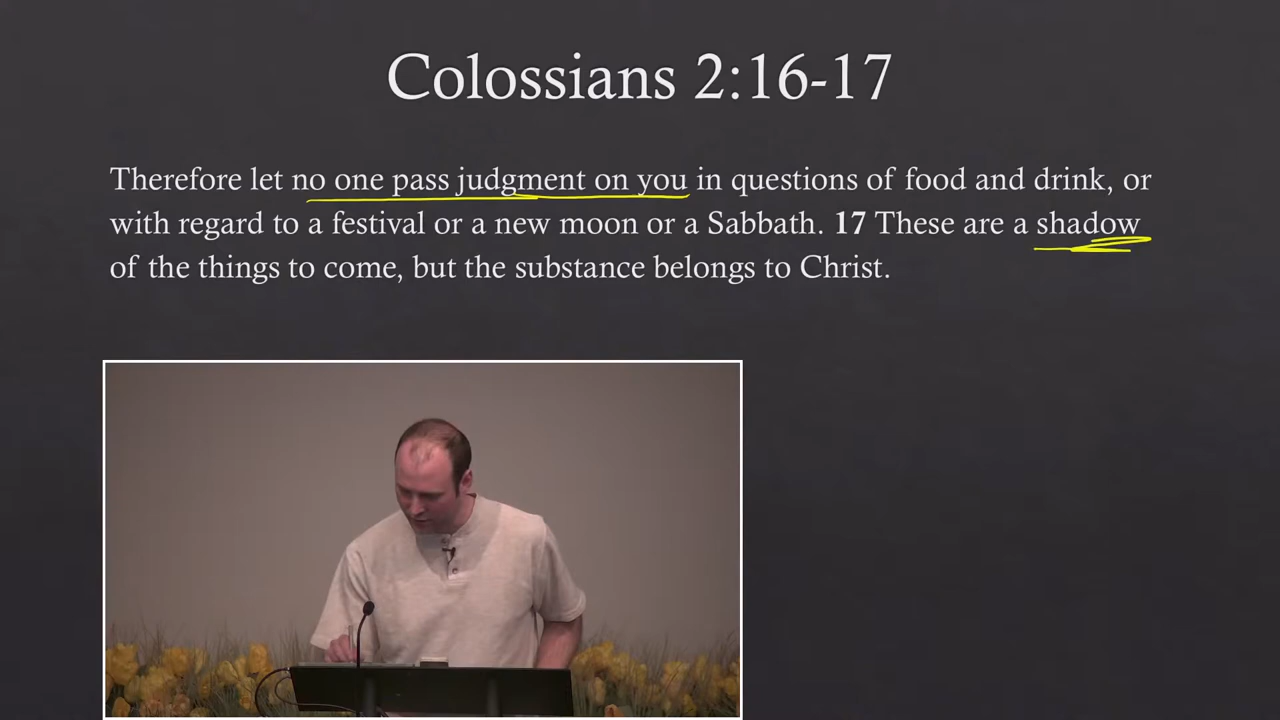 Colossians 2:16-17
Therefore let no one pass judgment on you in questions of food and drink, or
with regard to a festival or a new moon or a Sabbath. 17 These are a shadow
of the things to come, but the substance belongs to Christ.